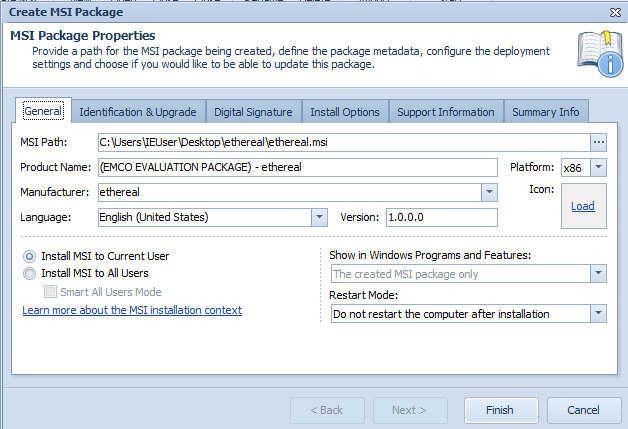 Create MSI Package
MSI Package Properties
Provide a path for the MSI package being created, define the package metadata, configure the deployment
settings and choose if you would like to be able to update this package.
General
Identification & Upgrade
Digital Signature
Install Options
Support Information
Summary Info
MSI Path:
C:\Users\IEUser\Desktop\ethereal\ethereal.msi
...
Product Name:
(EMCO EVALUATION PACKAGE) - ethereal
Platform:
x86
Manufacturer:
ethereal
Icon:
Load
Language:
English (United States)
Version:
1.0.0.0
Install MSI to Current User
Install MSI to All Users
Smart All Users Mode
Learn more about the MSI installation context
Show in Windows Programs and Features:
The created MSI package only
Restart Mode:
Do not restart the computer after installation
< Back
Next >
Finish
Cancel